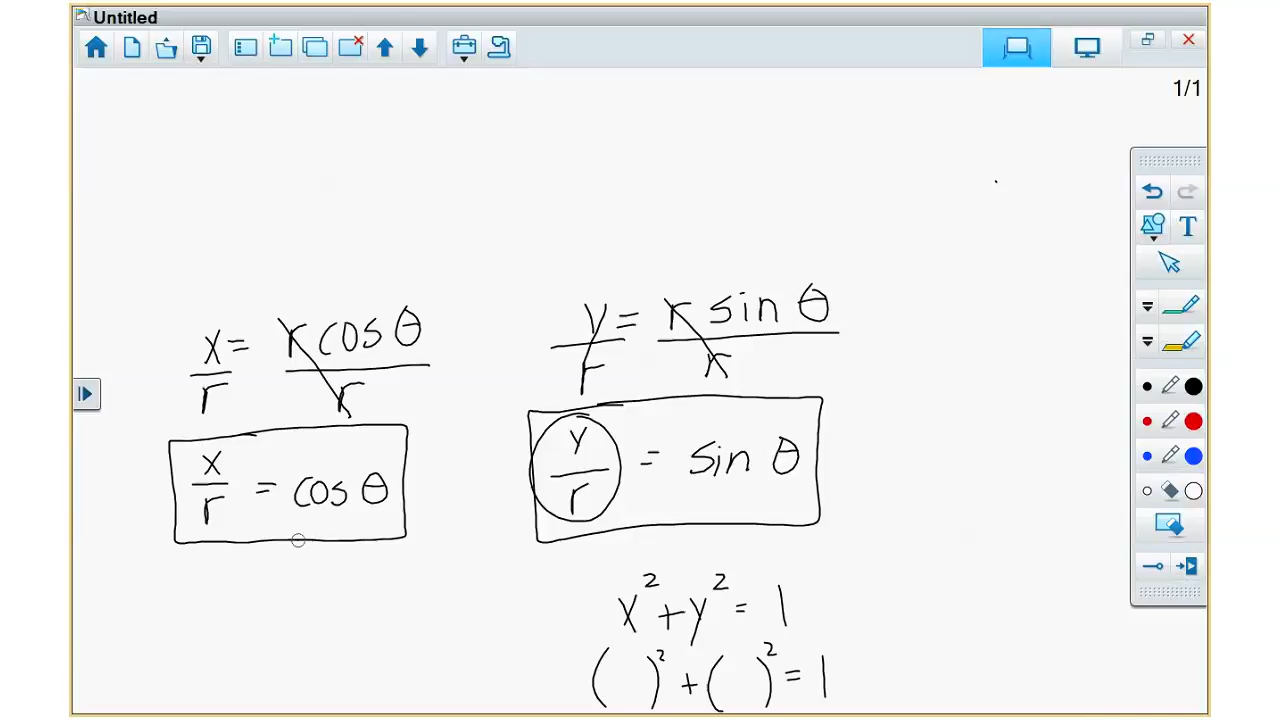 Untitled
1/1
x = r cos θ
r r
x/r = cos θ
y = r sin θ
r r
y/r = sin θ
x² + y² = 1
( )² + ( )² = 1
T